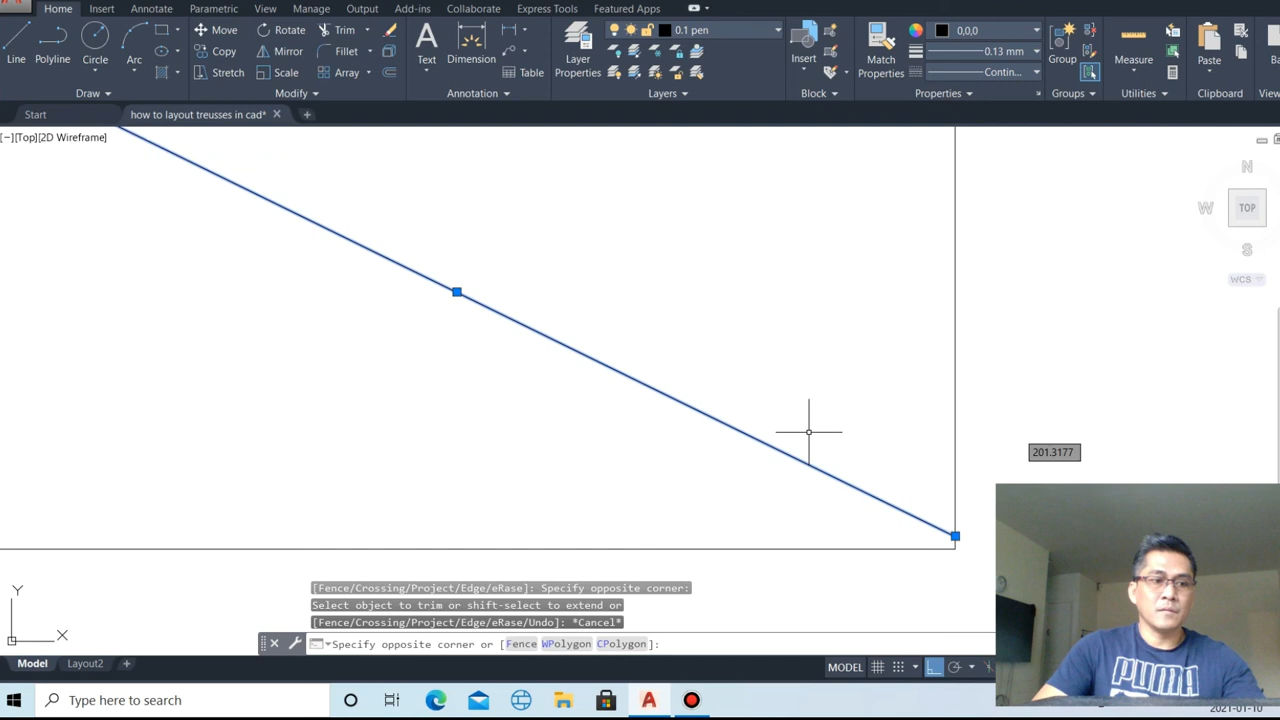 Home Insert Annotate Parametric View Manage Output Add-ins Collaborate Express Tools Featured Apps
Line Polyline Circle Arc
Move Rotate Trim
Copy Mirror Fillet
Stretch Scale Array
Text Dimension Table
Layer Properties
0.1 pen
Insert
Match Properties
0,0,0
0.13 mm
Contin...
Group
Measure
Paste
Draw Modify Annotation Layers Block Properties Groups Utilities Clipboard
Start how to layout treusses in cad*
[−][Top][2D Wireframe]
N
W TOP
S
WCS
201.3177
[Fence/Crossing/Project/Edge/eRase]: Specify opposite corner:
Select object to trim or shift-select to extend or
[Fence/Crossing/Project/Edge/eRase/Undo]: *Cancel*
Specify opposite corner or [Fence WPolygon CPolygon]:
Y
X
Model Layout2
MODEL
PUMA
Type here to search
2021-01-10